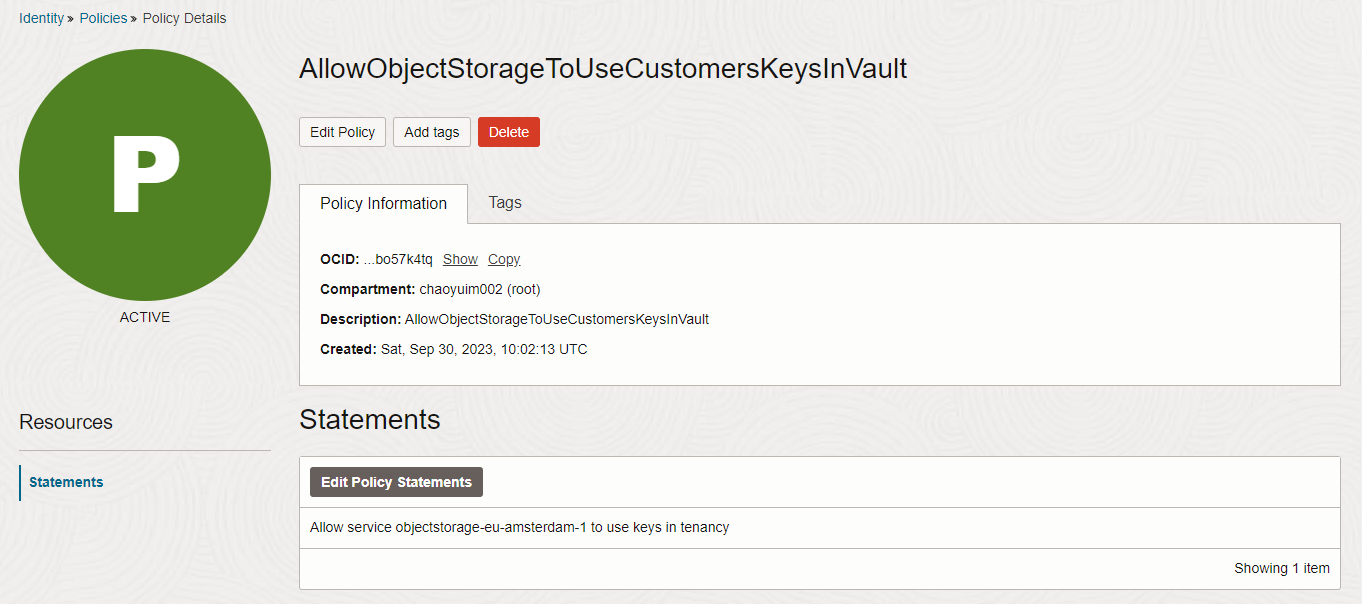 Identity » Policies » Policy Details
P
ACTIVE
AllowObjectStorageToUseCustomersKeysInVault
Edit Policy Add tags Delete
Policy Information Tags
OCID: ...bo57k4tq Show Copy
Compartment: chaoyuim002 (root)
Description: AllowObjectStorageToUseCustomersKeysInVault
Created: Sat, Sep 30, 2023, 10:02:13 UTC
Resources
Statements
Statements
Edit Policy Statements
Allow service objectstorage-eu-amsterdam-1 to use keys in tenancy
Showing 1 item